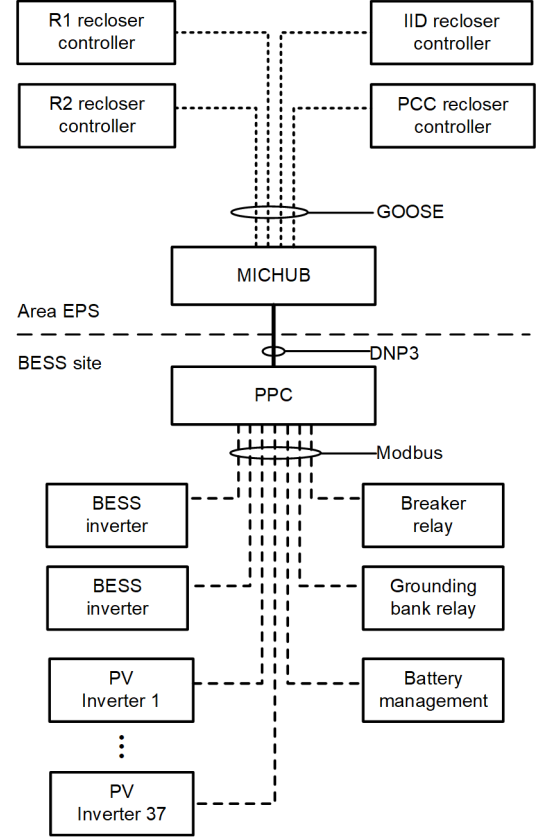 R1 recloser
controller
IID recloser
controller
R2 recloser
controller
PCC recloser
controller
GOOSE
MICHUB
Area EPS
DNP3
BESS site
PPC
Modbus
BESS
inverter
Breaker
relay
BESS
inverter
Grounding
bank relay
PV
Inverter 1
Battery
management
PV
Inverter 37